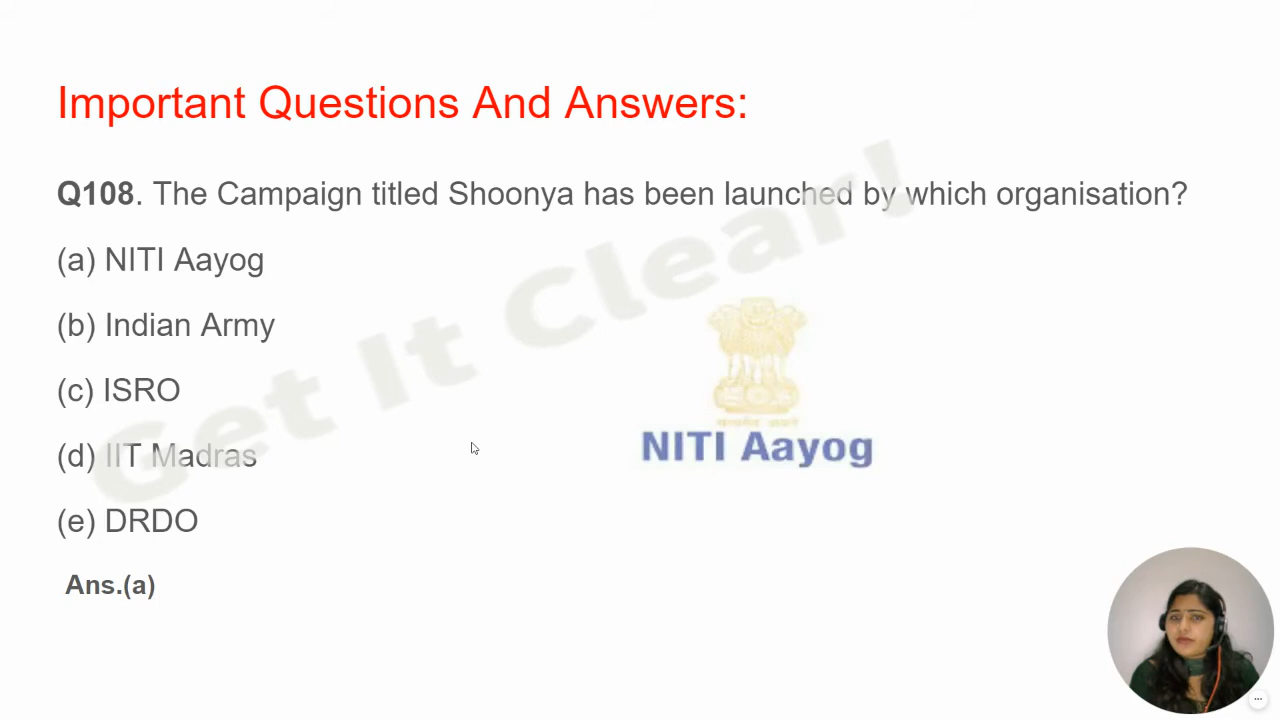 Important Questions And Answers:
Q108. The Campaign titled Shoonya has been launched by which organisation?
(a) NITI Aayog
(b) Indian Army
(c) ISRO
(d) IIT Madras
(e) DRDO
Ans.(a)
Get It Clear!
NITI Aayog